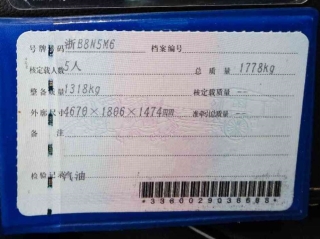 号牌号码 浙B8N5M6 档案编号
核定载人数 5人 总质量 1778kg
整备质量 1318kg 核定载质量 --
外廓尺寸 4670×1806×1474mm 准牵引总质量 --
备注
检验记录 汽油
*3360029036686*